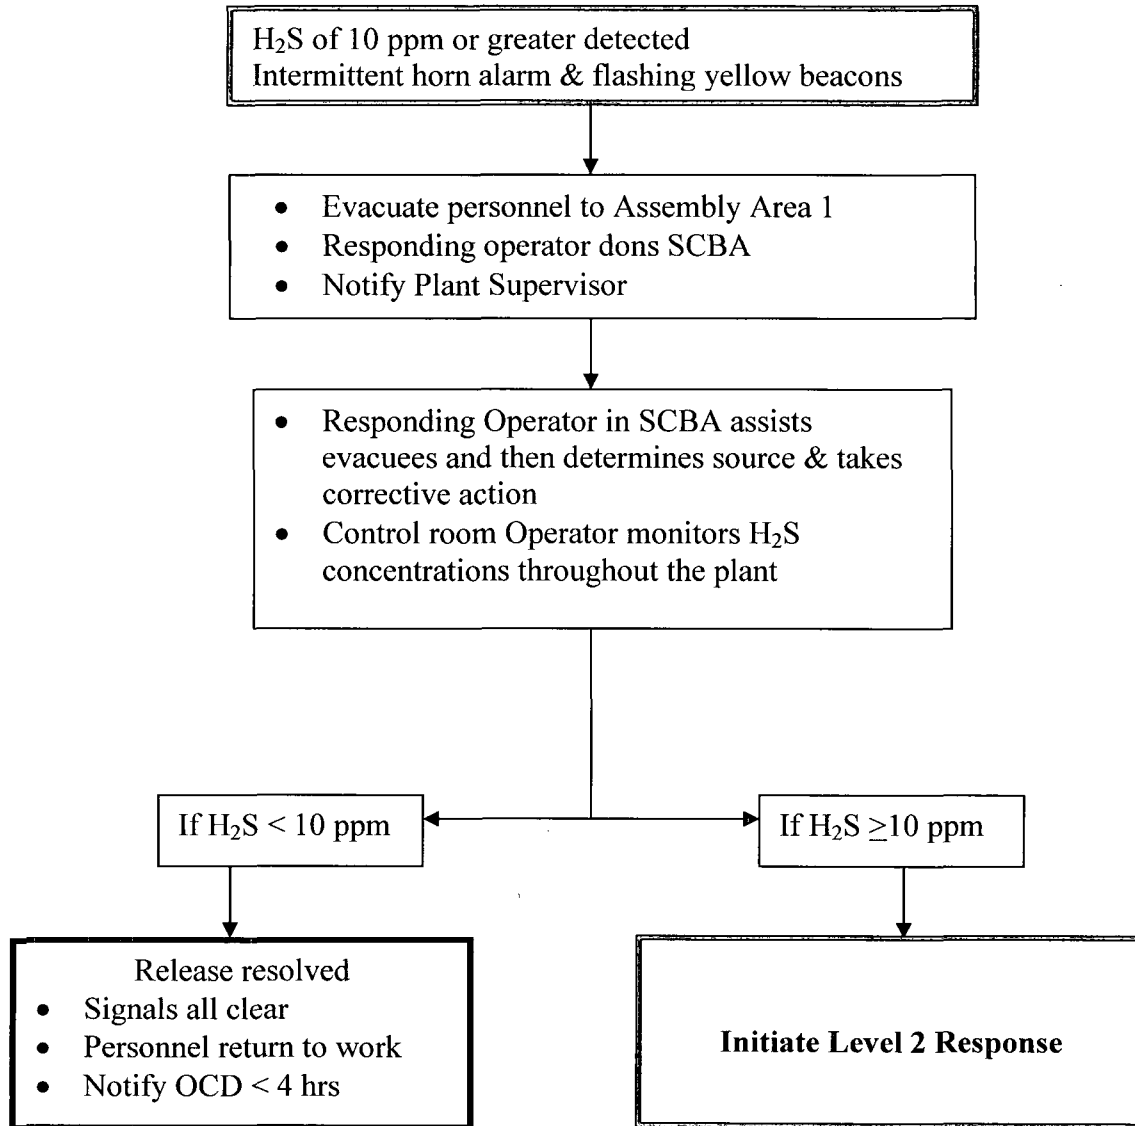 H₂S of 10 ppm or greater detected
Intermittent horn alarm & flashing yellow beacons
• Evacuate personnel to Assembly Area 1
• Responding operator dons SCBA
• Notify Plant Supervisor
• Responding Operator in SCBA assists
evacuees and then determines source & takes
corrective action
• Control room Operator monitors H₂S
concentrations throughout the plant
If H₂S < 10 ppm
If H₂S ≥10 ppm
Release resolved
• Signals all clear
• Personnel return to work
• Notify OCD < 4 hrs
Initiate Level 2 Response